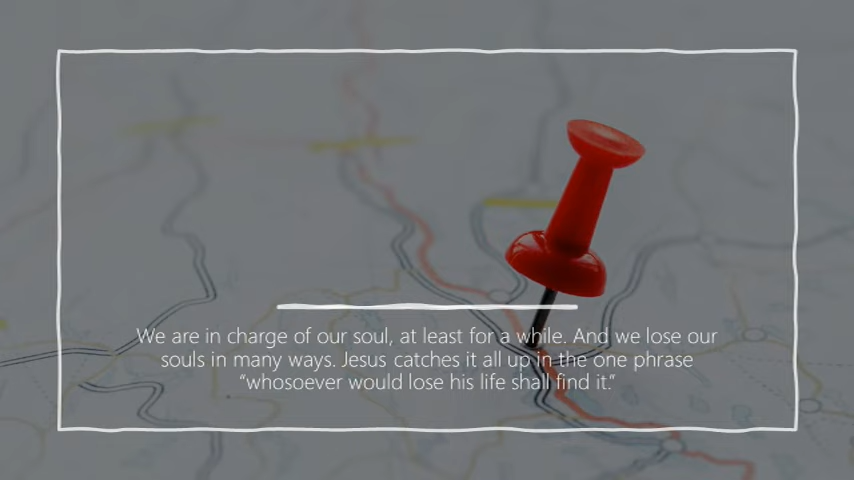 We are in charge of our soul, at least for a while. And we lose our
souls in many ways. Jesus catches it all up in the one phrase
“whosoever would lose his life shall find it.”